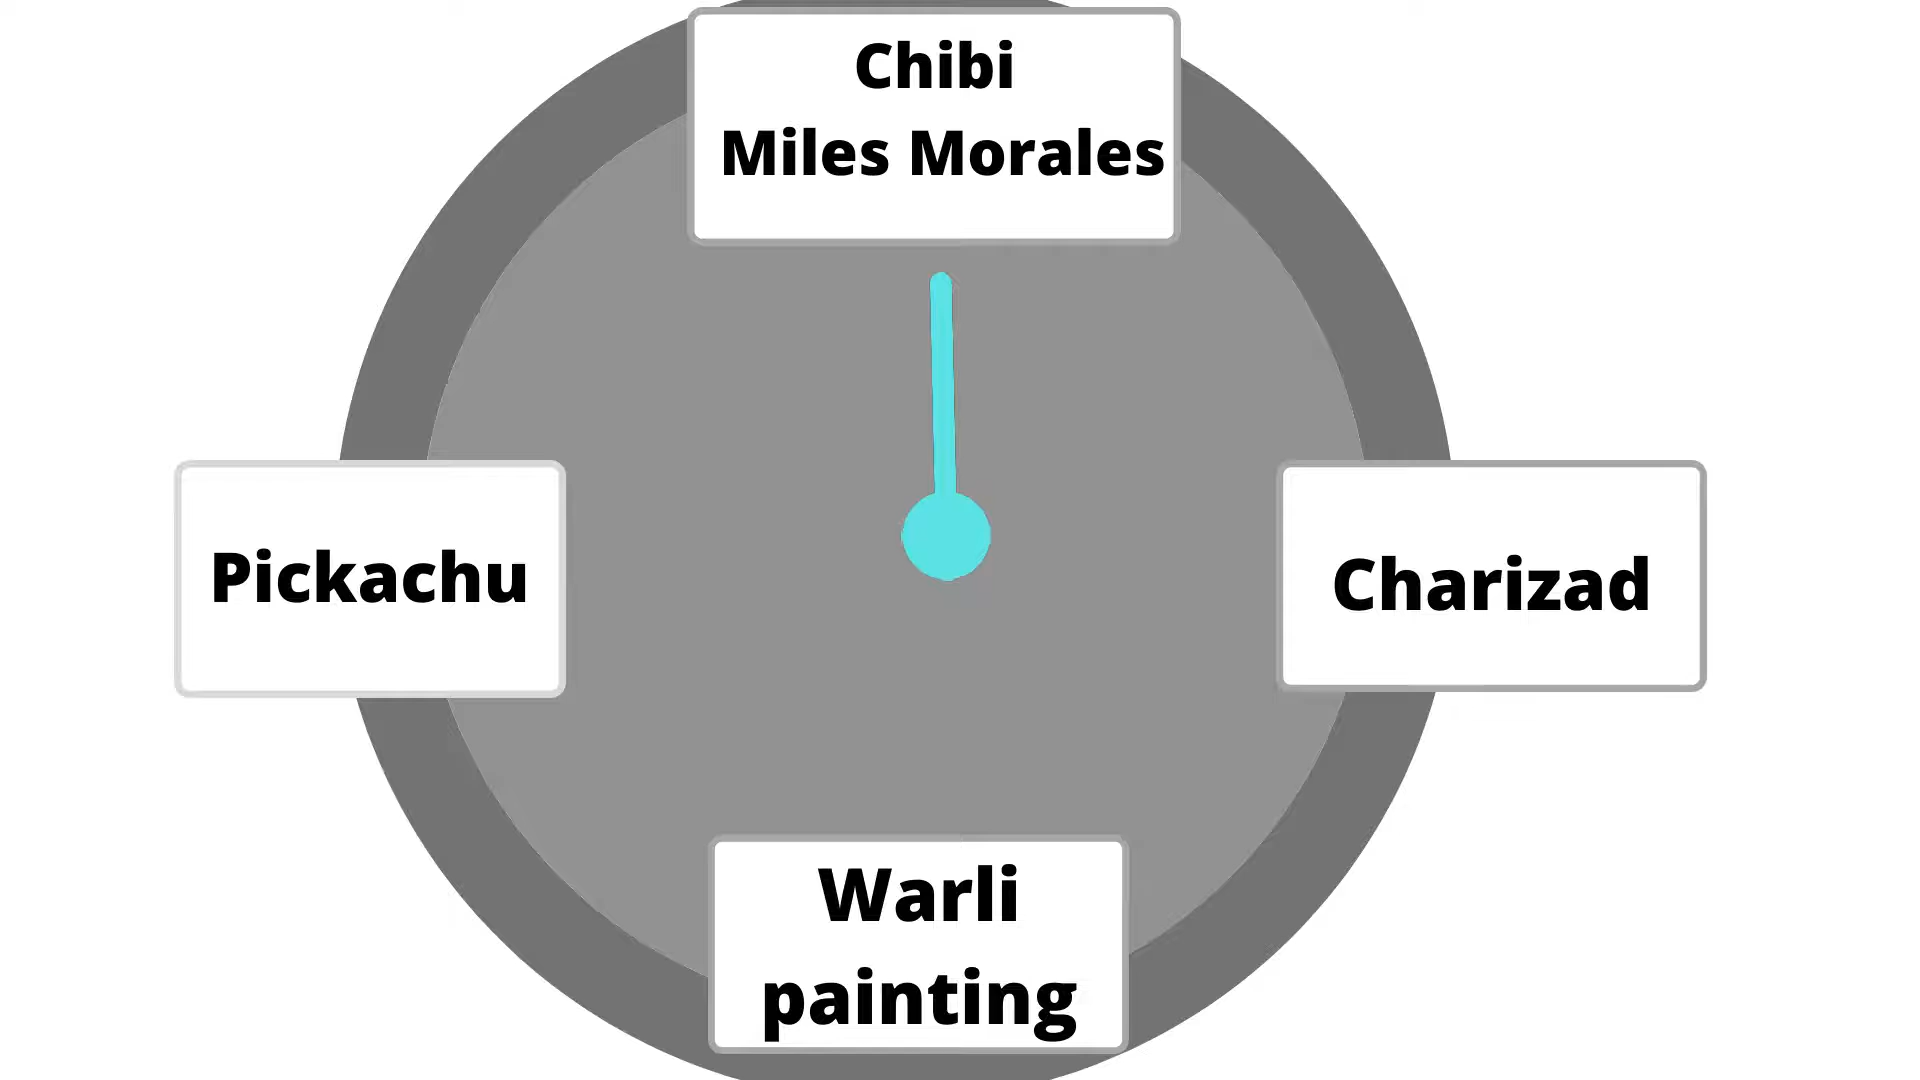 Chibi
Miles Morales
Pickachu
Charizad
Warli
painting